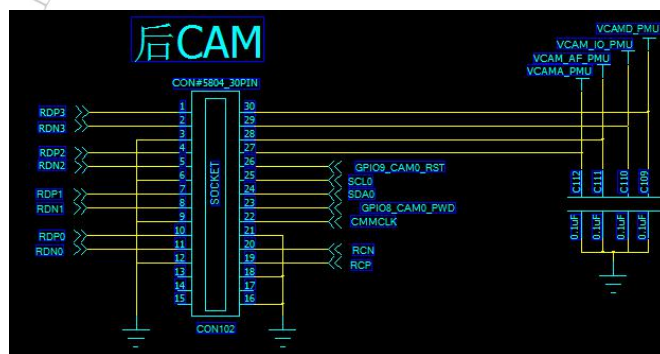 后CAM
VCAMD_PMU
VCAM_IO_PMU
VCAM_AF_PMU
VCAMA_PMU
CON#5804_30PIN
RDP3 1 30
RDN3 2 29
3 28
RDP2 4 27
RDN2 5 26 GPIO9_CAM0_RST
6 25 SCL0
RDP1 7 24 SDA0
RDN1 8 23 GPIO8_CAM0_PWD
9 22 CMMCLK
RDP0 10 21
RDN0 11 20 RCN
12 19 RCP
13 18
14 17
15 16
SOCKET
CON102
C112 C111 C110 C109
0.1uF 0.1uF 0.1uF 0.1uF